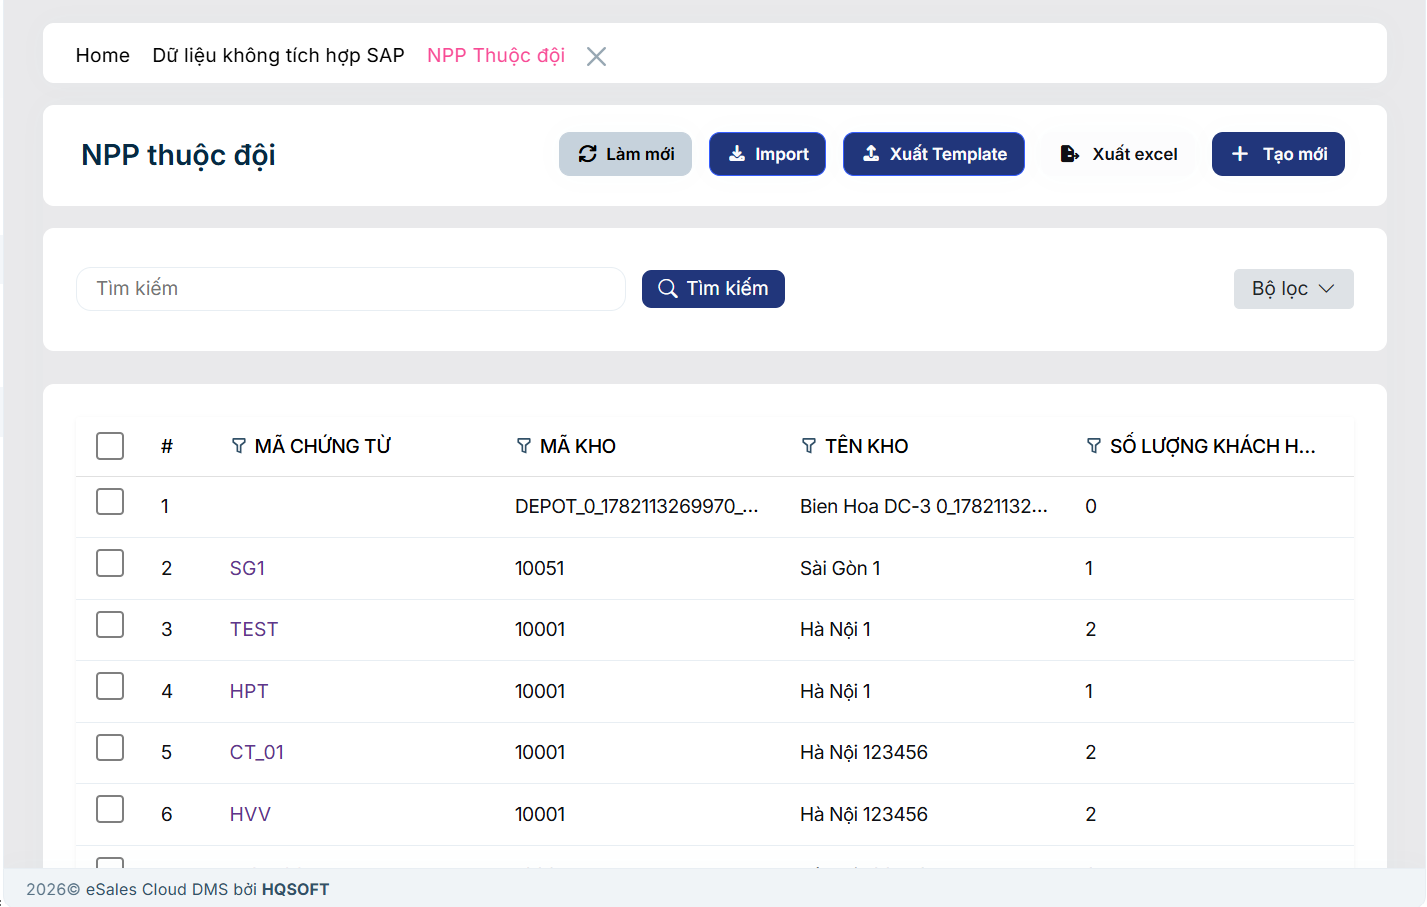 Home Dữ liệu không tích hợp SAP NPP Thuộc đội
NPP thuộc đội
Làm mới Import Xuất Template Xuất excel Tạo mới
Tìm kiếm Tìm kiếm Bộ lọc
# MÃ CHỨNG TỪ MÃ KHO TÊN KHO SỐ LƯỢNG KHÁCH H...
1 DEPOT_0_1782113269970_... Bien Hoa DC-3 0_17821132... 0
2 SG1 10051 Sài Gòn 1 1
3 TEST 10001 Hà Nội 1 2
4 HPT 10001 Hà Nội 1 1
5 CT_01 10001 Hà Nội 123456 2
6 HVV 10001 Hà Nội 123456 2
2026© eSales Cloud DMS bởi HQSOFT